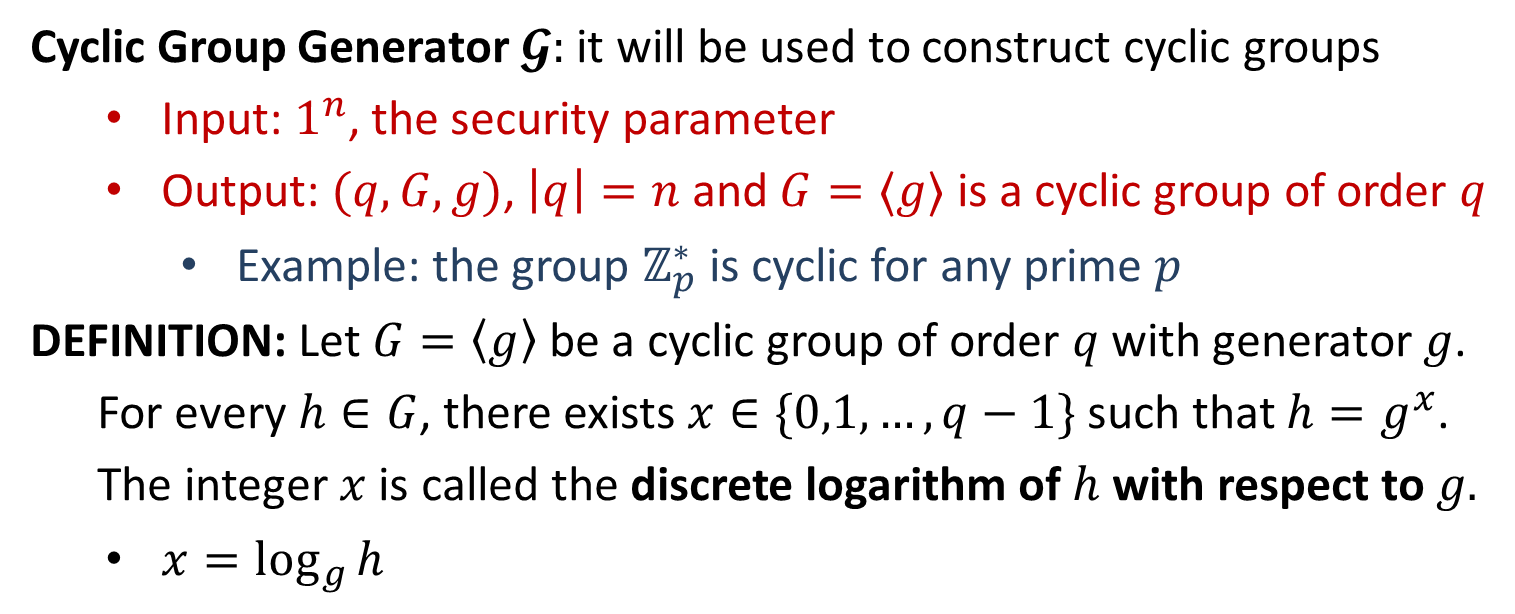 Cyclic Group Generator 𝓖: it will be used to construct cyclic groups
• Input: 1ⁿ, the security parameter
• Output: (q, G, g), |q| = n and G = ⟨g⟩ is a cyclic group of order q
• Example: the group ℤₚ* is cyclic for any prime p
DEFINITION: Let G = ⟨g⟩ be a cyclic group of order q with generator g.
For every h ∈ G, there exists x ∈ {0,1, … , q − 1} such that h = gˣ.
The integer x is called the discrete logarithm of h with respect to g.
• x = log_g h